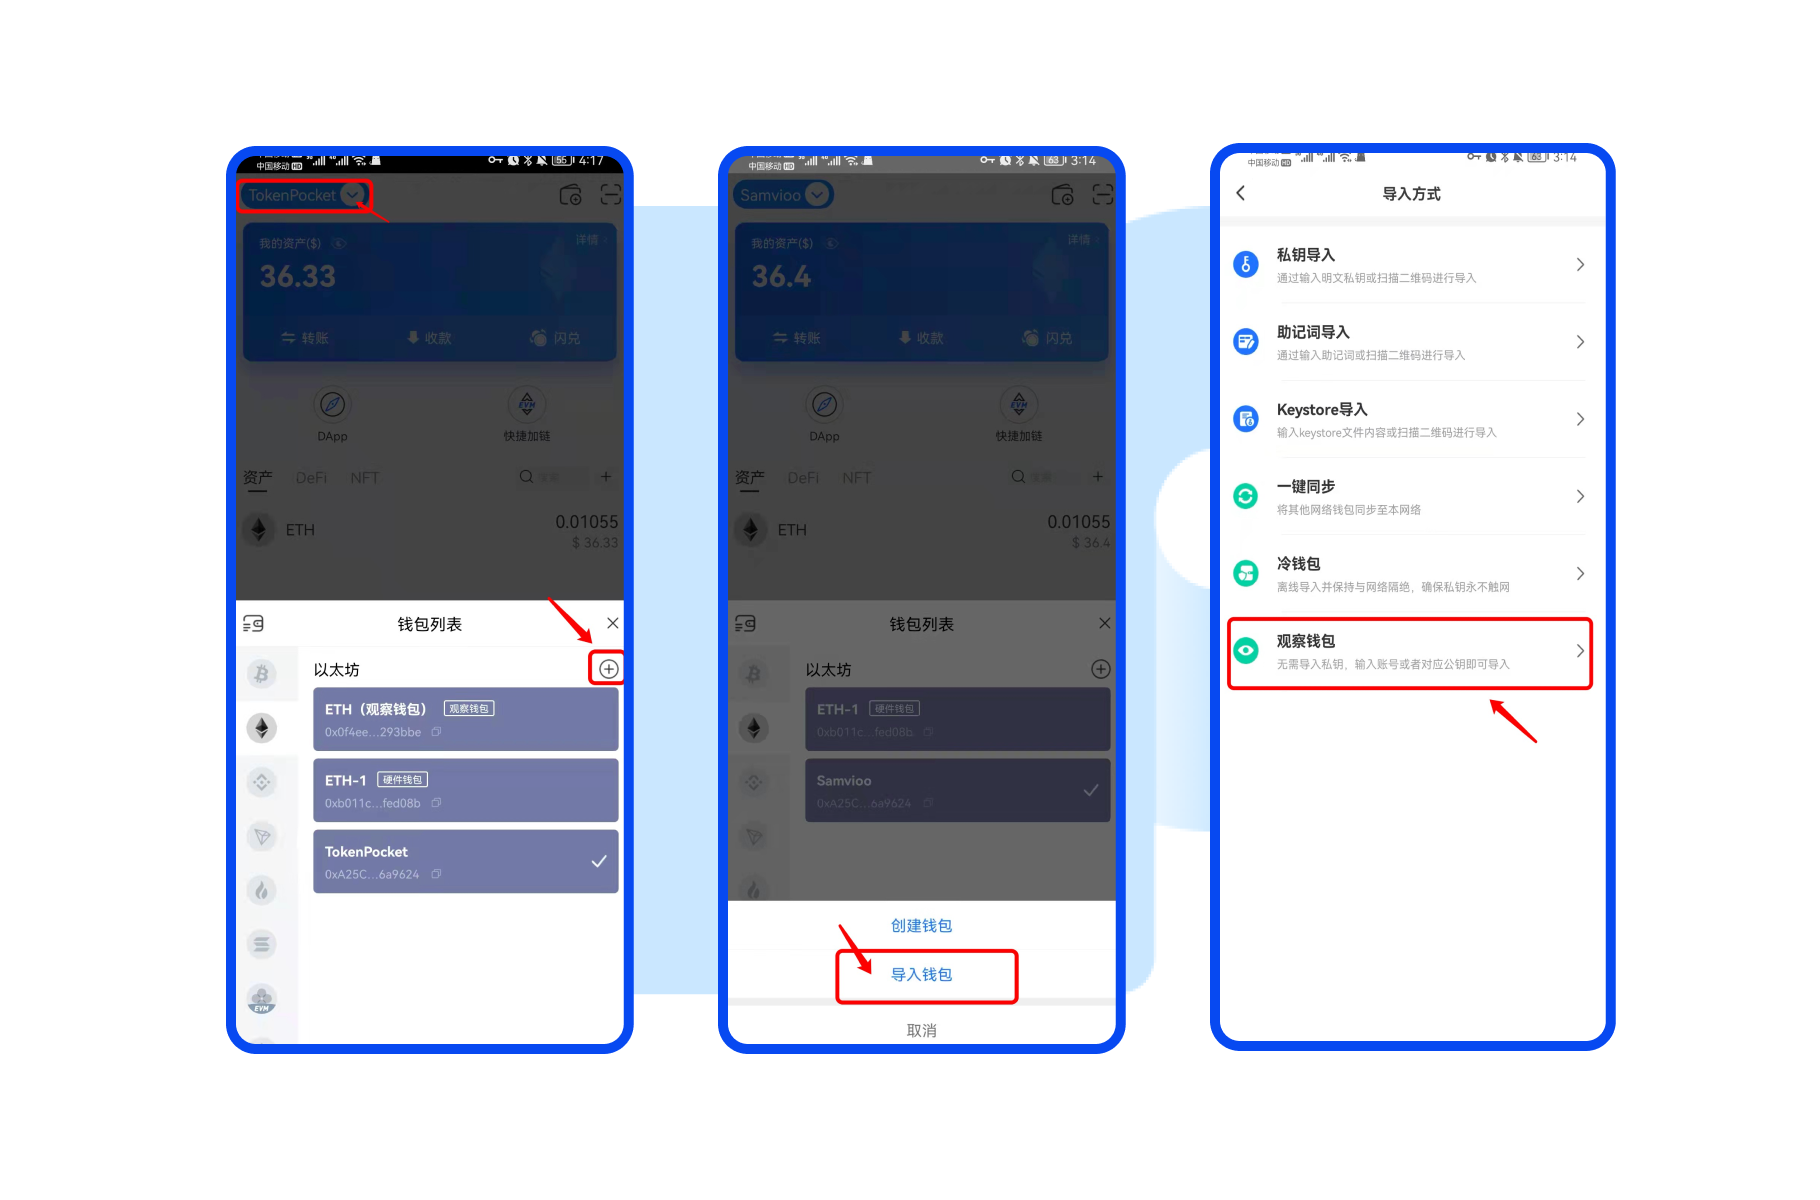 中国移动 HD
55
4:17
TokenPocket
我的资产($)
详情
36.33
转账
收款
闪兑
DApp
EVM
快捷加链
资产 DeFi NFT
ETH
0.01055
$ 36.33
钱包列表
以太坊
ETH（观察钱包）
观察钱包
0x0f4ee...293bbe
ETH-1
硬件钱包
0xb011c...fed08b
TokenPocket
0xA25C...6a9624
EVM
中国移动 HD
63
3:14
Samvioo
我的资产($)
详情
36.4
转账
收款
闪兑
DApp
EVM
快捷加链
资产 DeFi NFT
ETH
0.01055
$ 36.4
钱包列表
以太坊
ETH-1
硬件钱包
0xb011c...fed08b
Samvioo
0xA25C...6a9624
创建钱包
导入钱包
取消
中国移动 HD
63
3:14
导入方式
私钥导入
通过输入明文私钥或扫描二维码进行导入
助记词导入
通过输入助记词或扫描二维码进行导入
Keystore导入
输入keystore文件内容或扫描二维码进行导入
一键同步
将其他网络钱包同步至本网络
冷钱包
离线导入并保持与网络隔绝，确保私钥永不触网
观察钱包
无需导入私钥，输入账号或者对应公钥即可导入